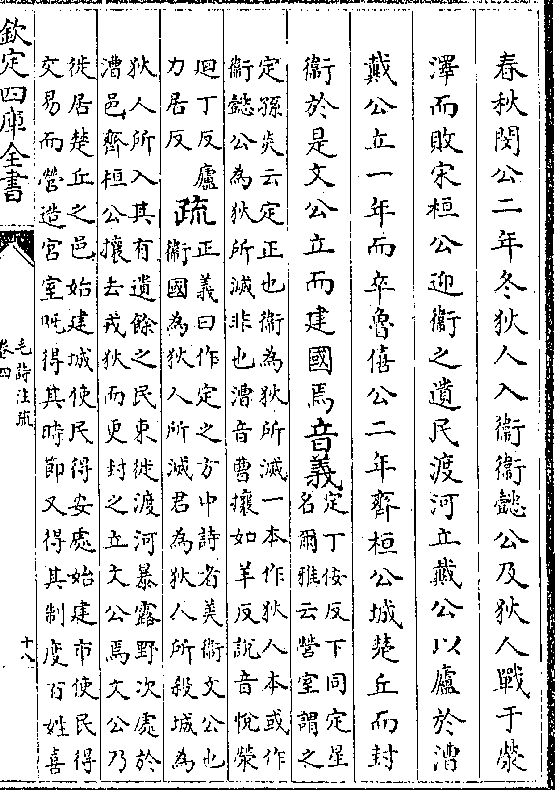 春秋閔公二年冬狄人入衞衞懿公及狄人戰于滎
澤而敗宋桓公迎衞之遺民渡河立戴公以廬於漕
戴公立一年而卒魯僖公二年齊桓公城楚丘而封
衞於是文公立而建國焉音義
定丁佞反下同定星
名爾雅云營室謂之
定孫炎云定正也衞為狄所滅一本作狄人本或作
衞懿公為狄所滅非也漕音曹攘如羊反說音悅滎
迴丁反廬
力居反
疏
正義曰作定之方中詩者美衞文公也
衞國為狄人所滅君為狄人所殺城為
狄人所入其有遺餘之民東徙渡河暴露野次處於
漕邑齊桓公攘去戎狄而更封之立文公焉文公乃
徙居楚丘之邑始建城使民得安處始建市使民得
交易而營造宮室既得其時節又得其制度百姓喜
欽定四庫全書
毛詩注疏
卷四
十八